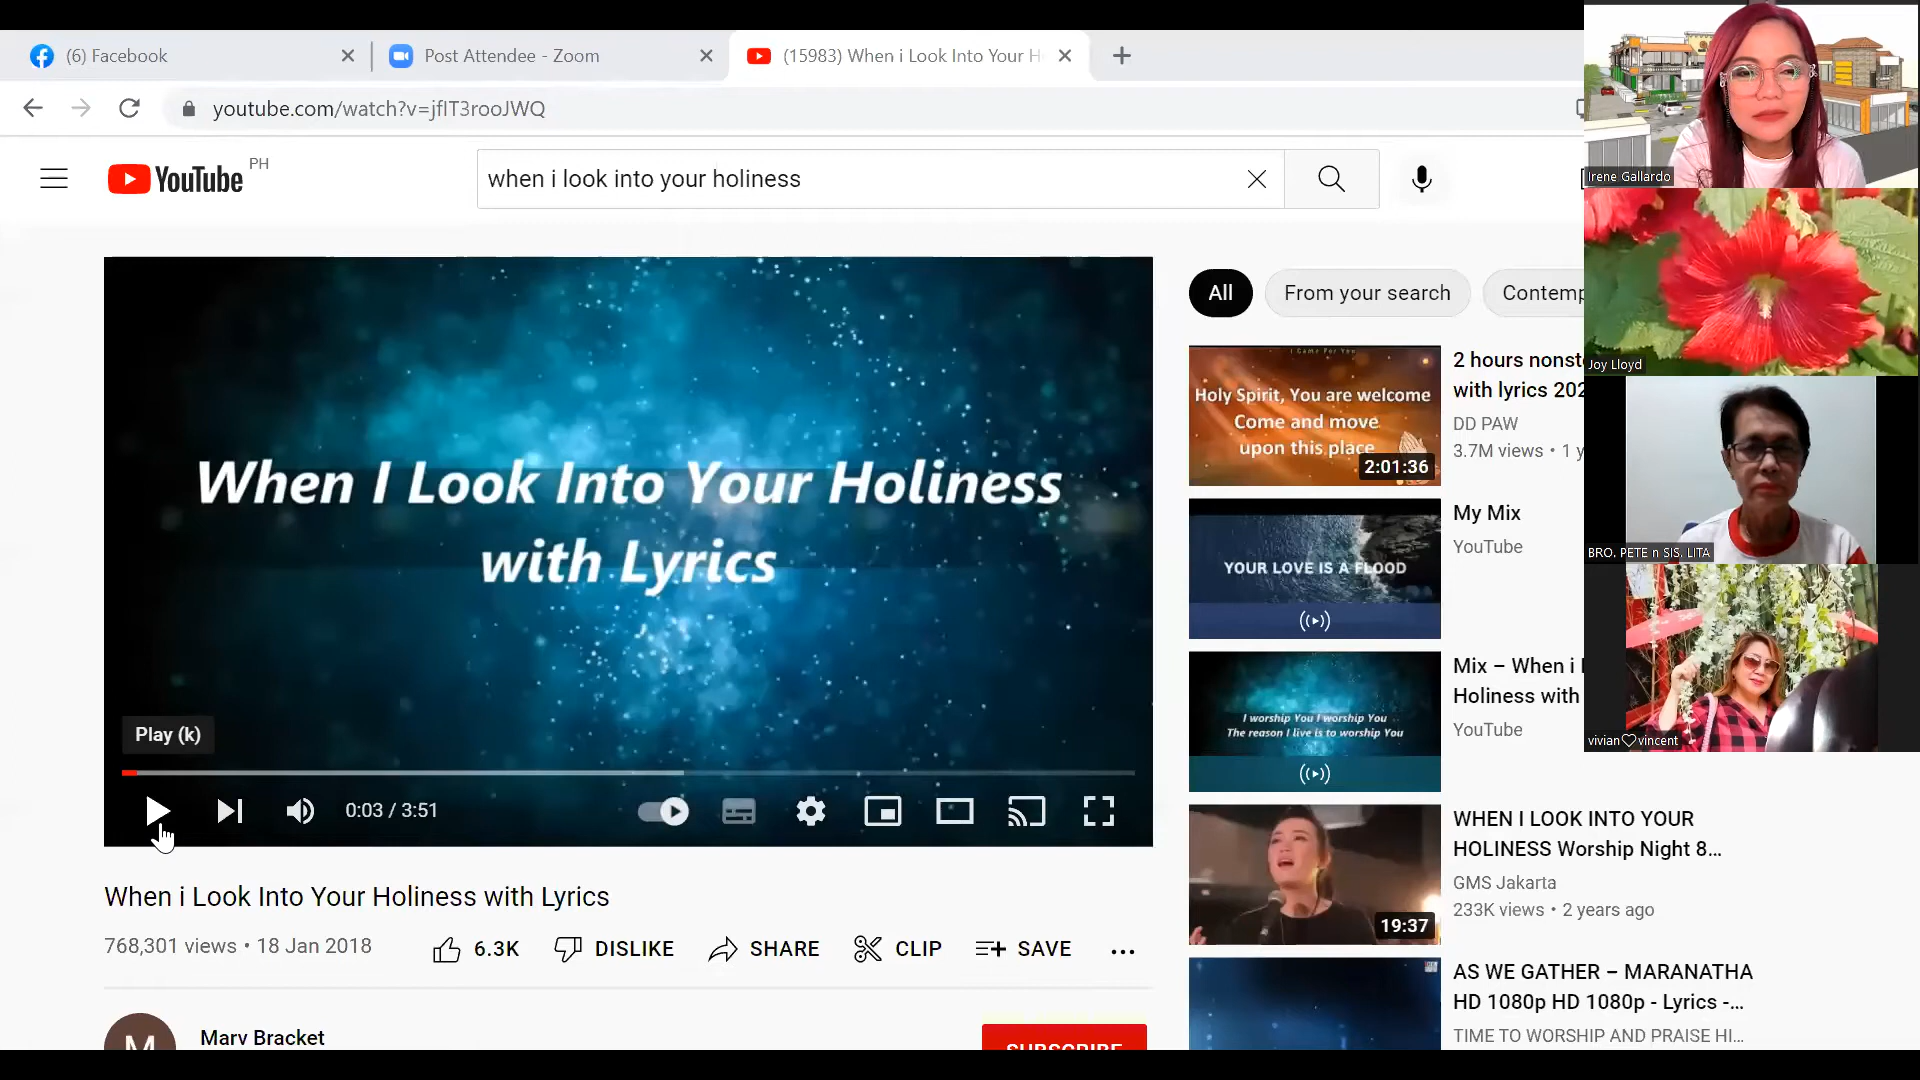 (6) Facebook
Post Attendee - Zoom
(15983) When i Look Into Your H
youtube.com/watch?v=jflT3rooJWQ
YouTube PH
when i look into your holiness
When I Look Into Your Holiness
with Lyrics
Play (k)
0:03 / 3:51
When i Look Into Your Holiness with Lyrics
768,301 views • 18 Jan 2018
6.3K
DISLIKE
SHARE
CLIP
SAVE
M
Marv Bracket
SUBSCRIBE
All
From your search
Contemp
I Came For You
Holy Spirit, You are welcome
Come and move
upon this place
2:01:36
2 hours nonst
with lyrics 202
DD PAW
3.7M views • 1 y
YOUR LOVE IS A FLOOD
My Mix
YouTube
I worship You I worship You
The reason I live is to worship You
Mix – When i
Holiness with
YouTube
19:37
WHEN I LOOK INTO YOUR
HOLINESS Worship Night 8...
GMS Jakarta
233K views • 2 years ago
AS WE GATHER – MARANATHA
HD 1080p HD 1080p - Lyrics -...
TIME TO WORSHIP AND PRAISE HI...
Irene Gallardo
Joy Lloyd
BRO. PETE n SIS. LITA
vivian♡vincent